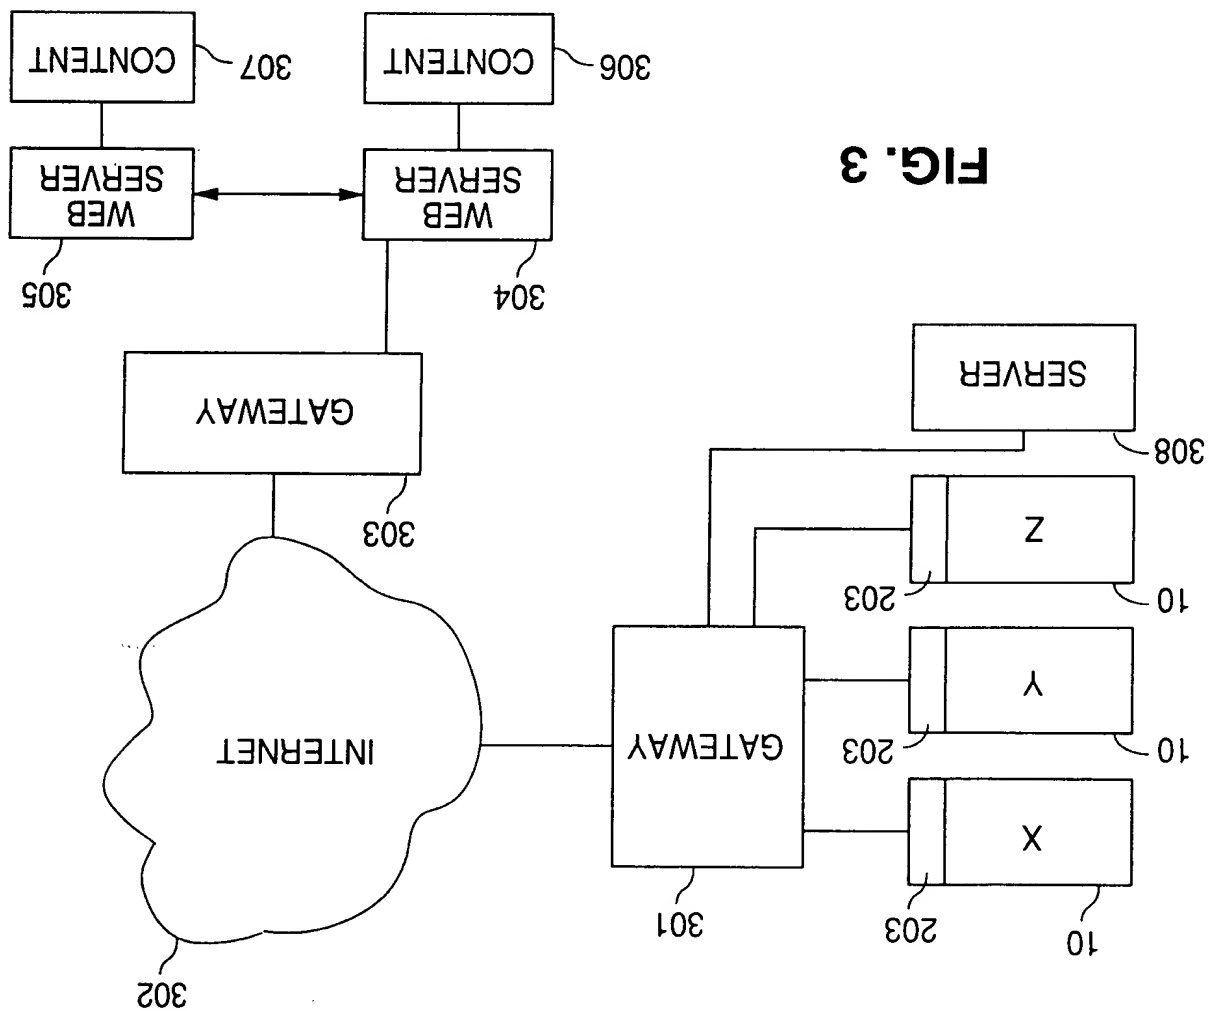 302
10
203
301
X
10
203
INTERNET
GATEWAY
Y
10
203
Z
303
308
GATEWAY
SERVER
304
305
WEB
SERVER
WEB
SERVER
FIG. 3
306
CONTENT
307
CONTENT